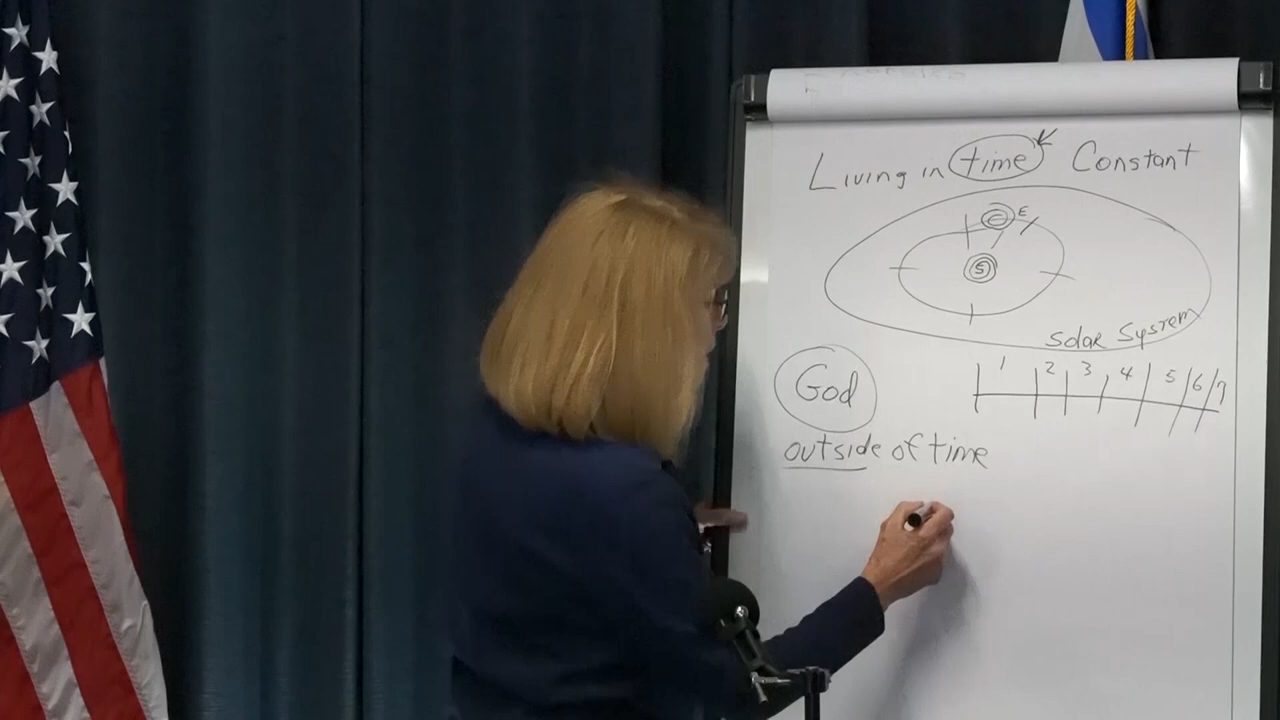 Living in time Constant
E
S
Solar System
God
1 2 3 4 5 6 7
outside of time